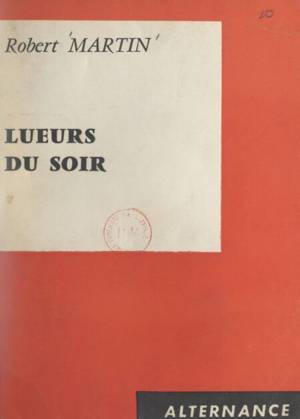 Robert 'MARTIN'
LUEURS
DU SOIR
ALTERNANCE